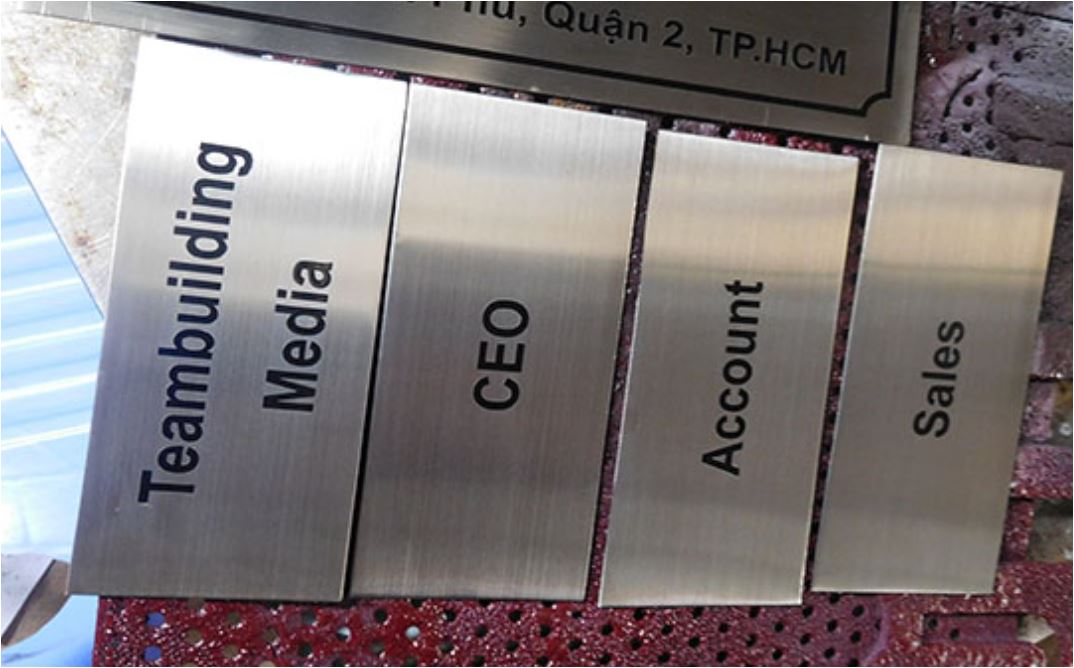 Quận 2, TP.HCM
Teambuilding
Media
CEO
Account
Sales